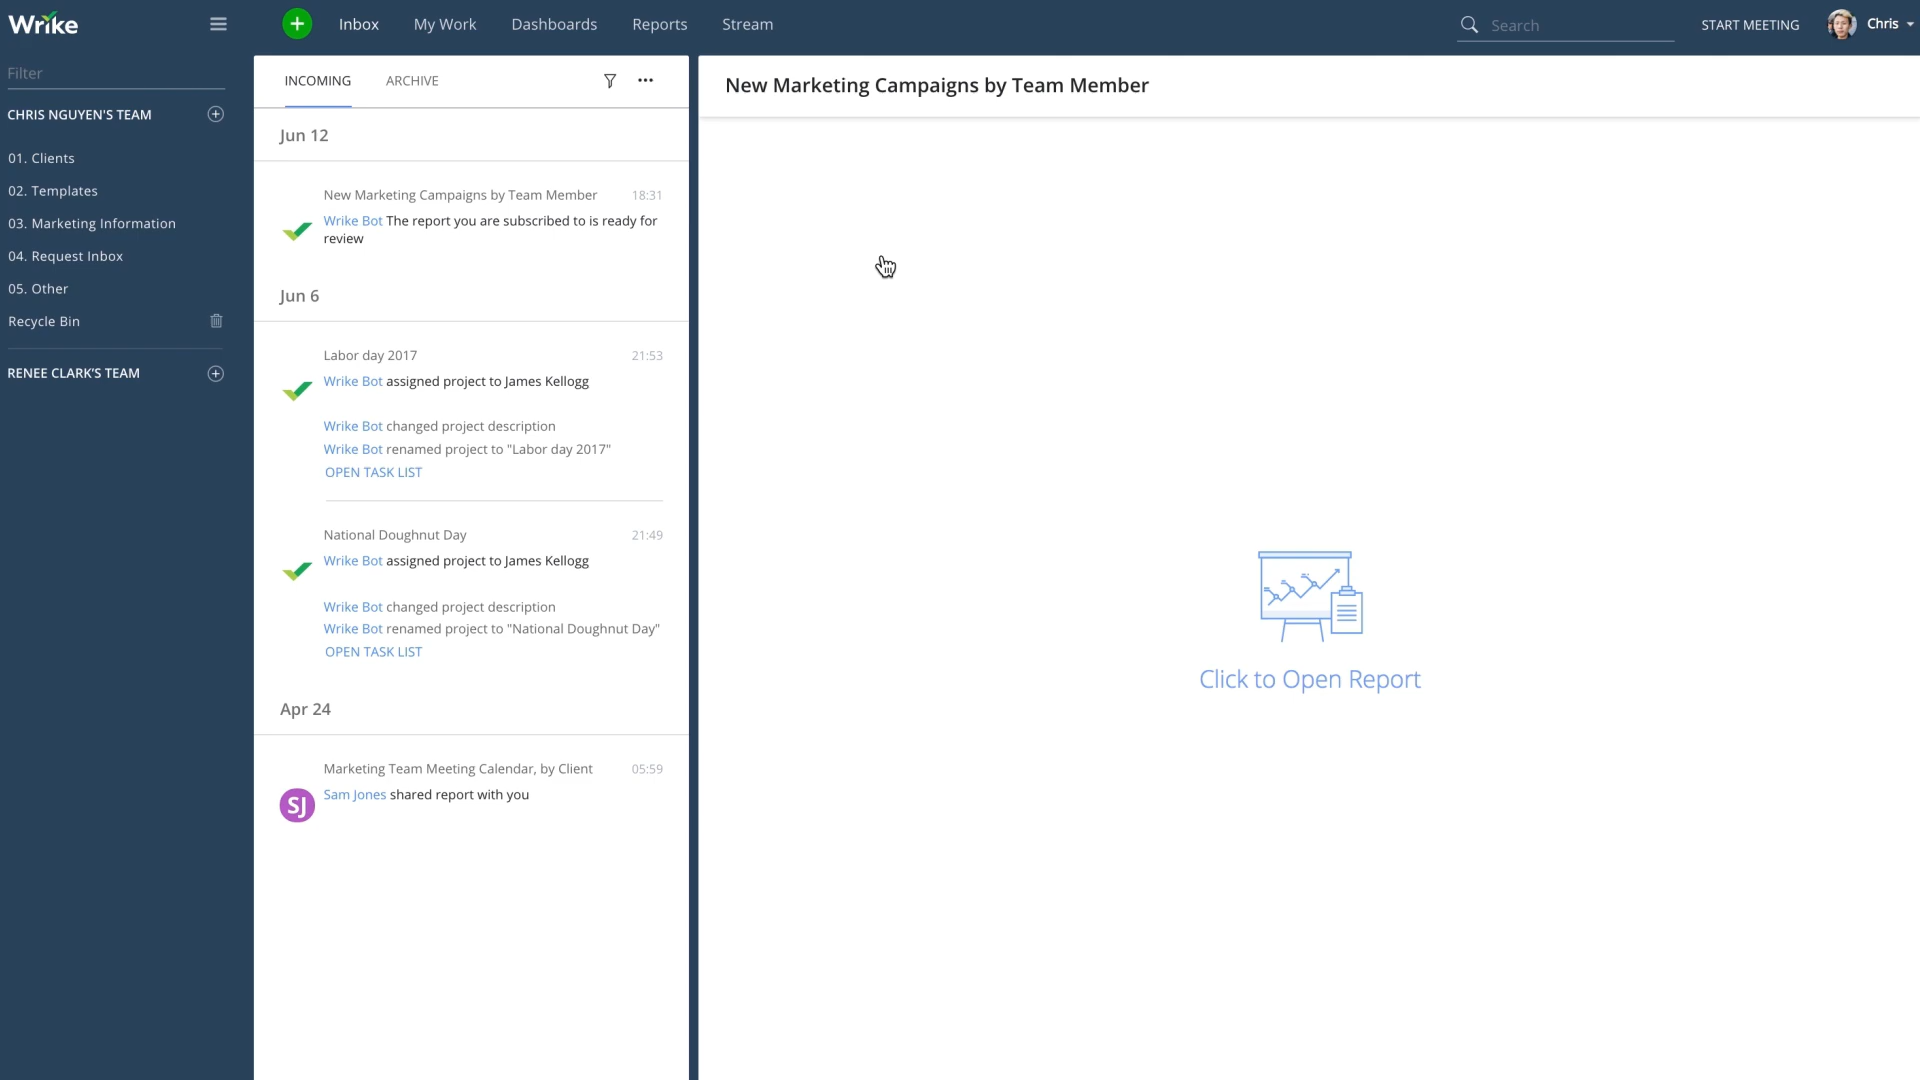 Wrike
Inbox
My Work
Dashboards
Reports
Stream
Search
START MEETING
Chris
Filter
CHRIS NGUYEN'S TEAM
01. Clients
02. Templates
03. Marketing Information
04. Request Inbox
05. Other
Recycle Bin
RENEE CLARK'S TEAM
INCOMING
ARCHIVE
Jun 12
New Marketing Campaigns by Team Member 18:31
Wrike Bot The report you are subscribed to is ready for
review
Jun 6
Labor day 2017 21:53
Wrike Bot assigned project to James Kellogg
Wrike Bot changed project description
Wrike Bot renamed project to "Labor day 2017"
OPEN TASK LIST
National Doughnut Day 21:49
Wrike Bot assigned project to James Kellogg
Wrike Bot changed project description
Wrike Bot renamed project to "National Doughnut Day"
OPEN TASK LIST
Apr 24
Marketing Team Meeting Calendar, by Client 05:59
SJ
Sam Jones shared report with you
New Marketing Campaigns by Team Member
Click to Open Report